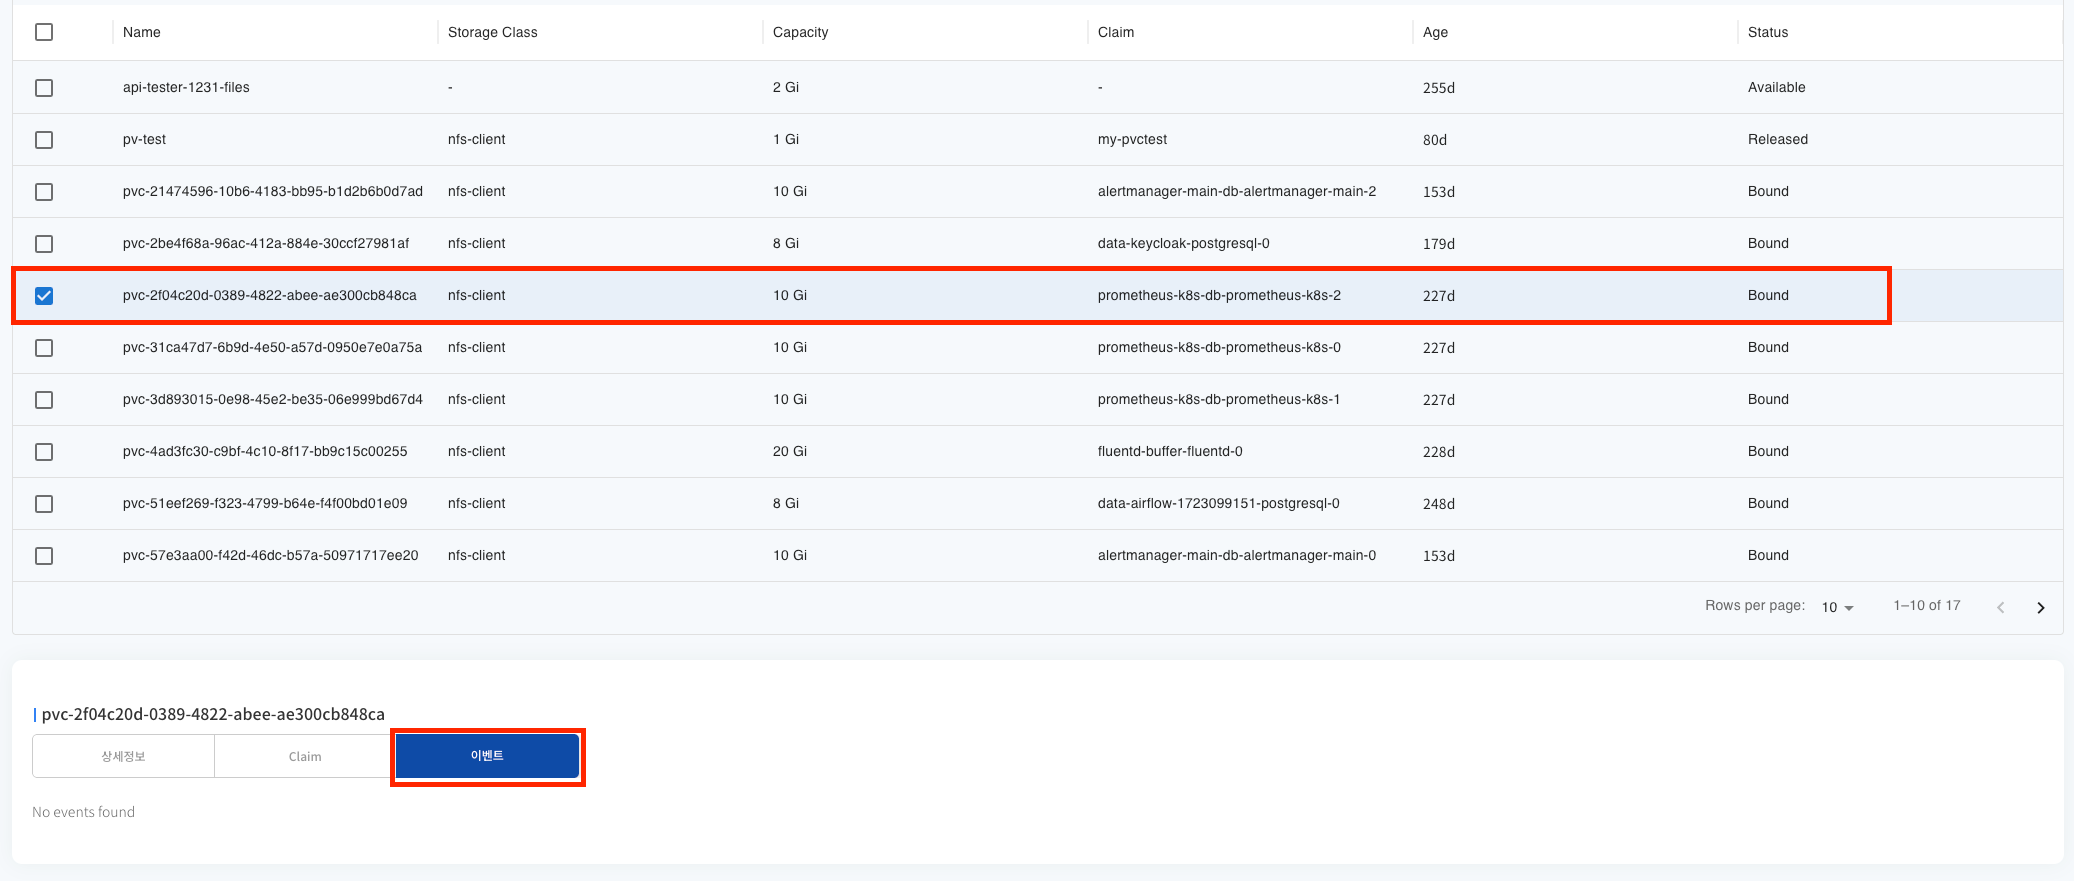 Name Storage Class Capacity Claim Age Status
api-tester-1231-files - 2 Gi - 255d Available
pv-test nfs-client 1 Gi my-pvctest 80d Released
pvc-21474596-10b6-4183-bb95-b1d2b6b0d7ad nfs-client 10 Gi alertmanager-main-db-alertmanager-main-2 153d Bound
pvc-2be4f68a-96ac-412a-884e-30ccf27981af nfs-client 8 Gi data-keycloak-postgresql-0 179d Bound
pvc-2f04c20d-0389-4822-abee-ae300cb848ca nfs-client 10 Gi prometheus-k8s-db-prometheus-k8s-2 227d Bound
pvc-31ca47d7-6b9d-4e50-a57d-0950e7e0a75a nfs-client 10 Gi prometheus-k8s-db-prometheus-k8s-0 227d Bound
pvc-3d893015-0e98-45e2-be35-06e999bd67d4 nfs-client 10 Gi prometheus-k8s-db-prometheus-k8s-1 227d Bound
pvc-4ad3fc30-c9bf-4c10-8f17-bb9c15c00255 nfs-client 20 Gi fluentd-buffer-fluentd-0 228d Bound
pvc-51eef269-f323-4799-b64e-f4f00bd01e09 nfs-client 8 Gi data-airflow-1723099151-postgresql-0 248d Bound
pvc-57e3aa00-f42d-46dc-b57a-50971717ee20 nfs-client 10 Gi alertmanager-main-db-alertmanager-main-0 153d Bound
Rows per page: 10 1–10 of 17
pvc-2f04c20d-0389-4822-abee-ae300cb848ca
상세정보 Claim 이벤트
No events found